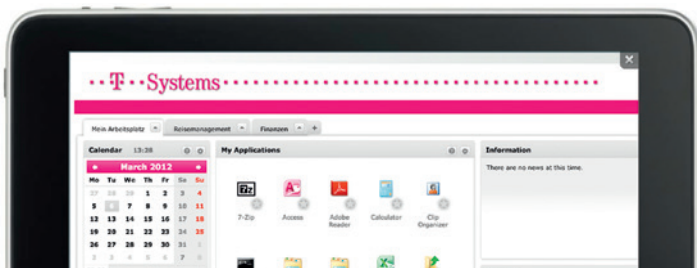 · · T · · Systems · · · · · · · · · · · · · · · · · · · · · · · · · · · · · · · · · · · · ·
Mein Arbeitsplatz
Reisemanagement
Finanzen
+
Calendar 13:28
March 2012
Mo Tu We Th Fr Sa Su
27 28 29 1 2 3 4
5 6 7 8 9 10 11
12 13 14 15 16 17 18
19 20 21 22 23 24 25
26 27 28 29 30 31 1
2 3 4 5 6 7 8
My Applications
7z
7-Zip
Access
Adobe
Reader
Calculator
Clip
Organizer
Information
There are no news at this time.